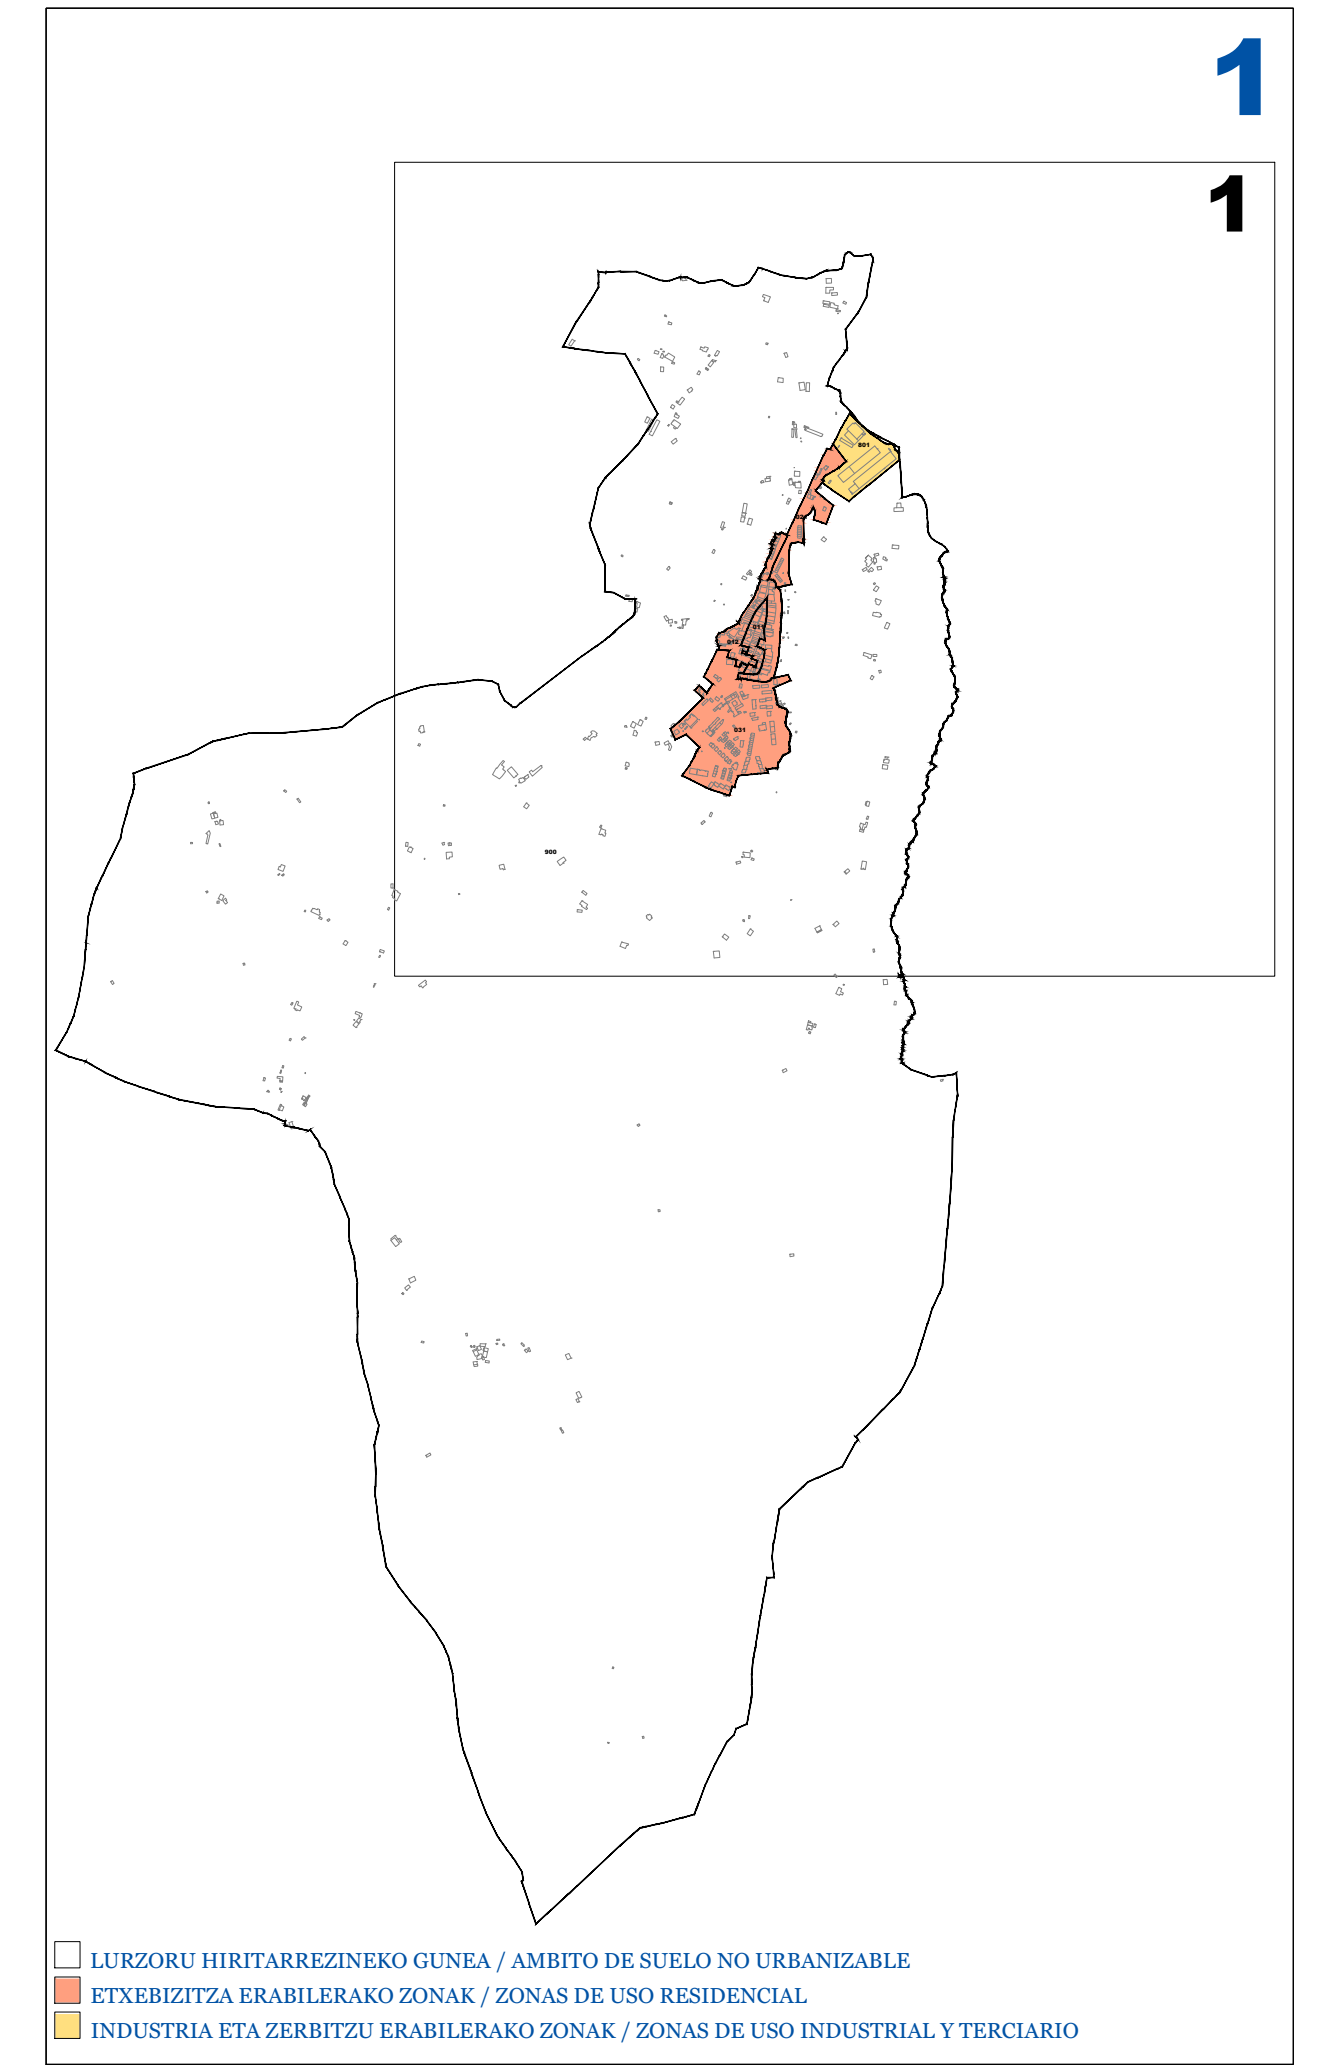 1
1
801
011
012
031
900
LURZORU HIRITARREZINEKO GUNEA / AMBITO DE SUELO NO URBANIZABLE
ETXEBIZITZA ERABILERAKO ZONAK / ZONAS DE USO RESIDENCIAL
INDUSTRIA ETA ZERBITZU ERABILERAKO ZONAK / ZONAS DE USO INDUSTRIAL Y TERCIARIO